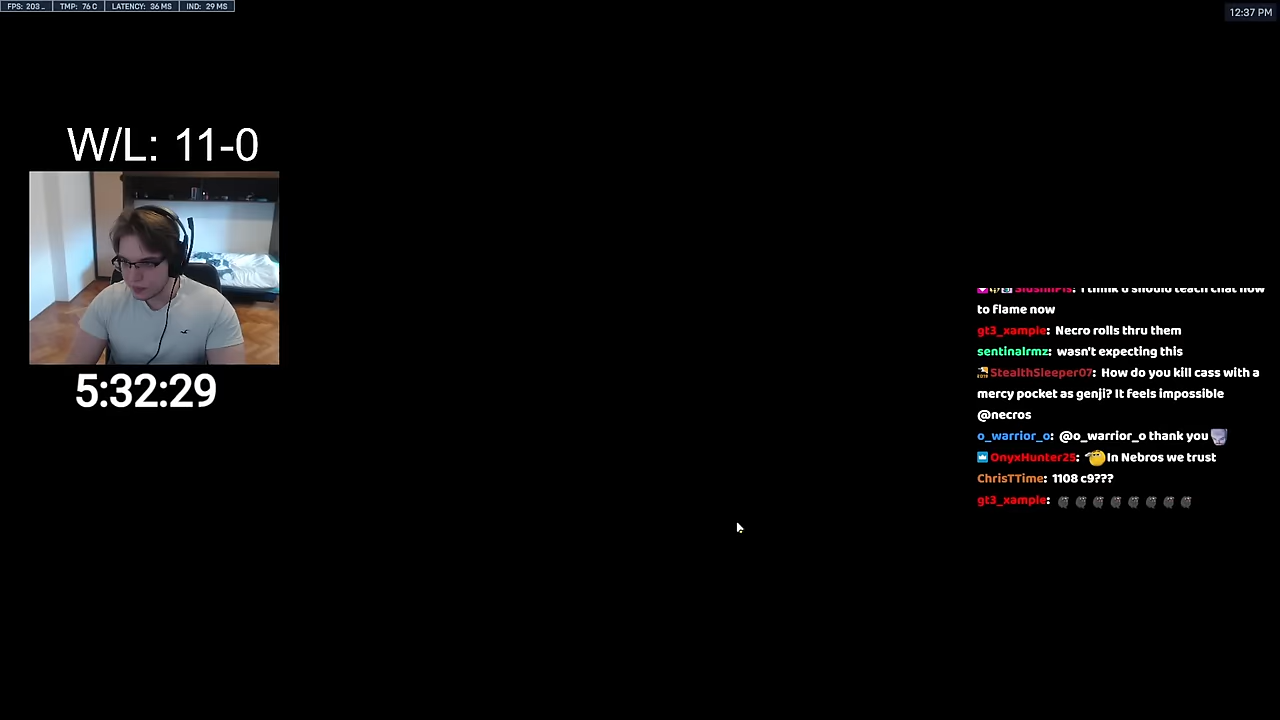 FPS: 203
TMP: 76 C
LATENCY: 36 MS
IND: 29 MS
12:37 PM
W/L: 11-0
5:32:29
to flame now
gt3_xample: Necro rolls thru them
sentinalrmz: wasn't expecting this
StealthSleeper07: How do you kill cass with a
mercy pocket as genji? It feels impossible
@necros
o_warrior_o: @o_warrior_o thank you
OnyxHunter25: In Nebros we trust
ChrisTTime: 1108 c9???
gt3_xample: